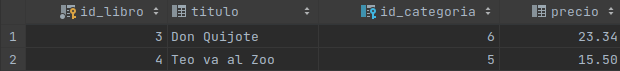 id_libro titulo id_categoria precio
1 3 Don Quijote 6 23.34
2 4 Teo va al Zoo 5 15.50